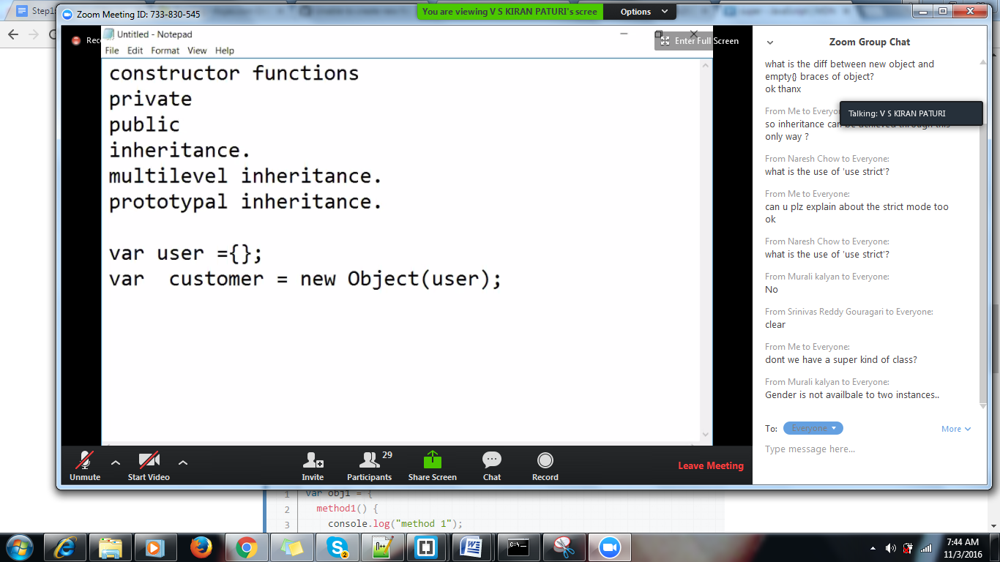 Step1
Zoom Meeting ID: 733-830-545
You are viewing V S KIRAN PATURI's scree
Options
Rec
Untitled - Notepad
Enter Full Screen
File Edit Format View Help
constructor functions
private
public
inheritance.
multilevel inheritance.
prototypal inheritance.
var user ={};
var  customer = new Object(user);
Zoom Group Chat
what is the diff between new object and
empty{} braces of object?
ok thanx
From Me to Everyo
Talking: V S KIRAN PATURI
so inheritance can be achieved through this
only way ?
From Naresh Chow to Everyone:
what is the use of 'use strict'?
From Me to Everyone:
can u plz explain about the strict mode too
ok
From Naresh Chow to Everyone:
what is the use of 'use strict'?
From Murali kalyan to Everyone:
No
From Srinivas Reddy Gouragari to Everyone:
clear
From Me to Everyone:
dont we have a super kind of class?
From Murali kalyan to Everyone:
Gender is not availbale to two instances..
To: Everyone
More
Type message here...
Unmute
Start Video
Invite
29
Participants
Share Screen
Chat
Record
Leave Meeting
1 var obj1 = {
2 method1() {
3 console.log("method 1");
7:44 AM
11/3/2016